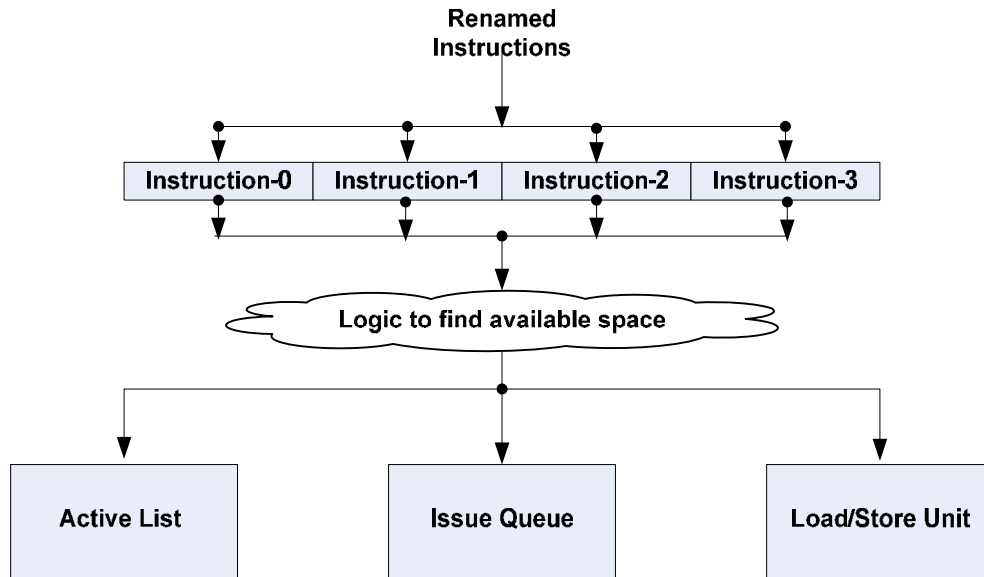 Renamed
Instructions
Instruction-0 Instruction-1 Instruction-2 Instruction-3
Logic to find available space
Active List Issue Queue Load/Store Unit